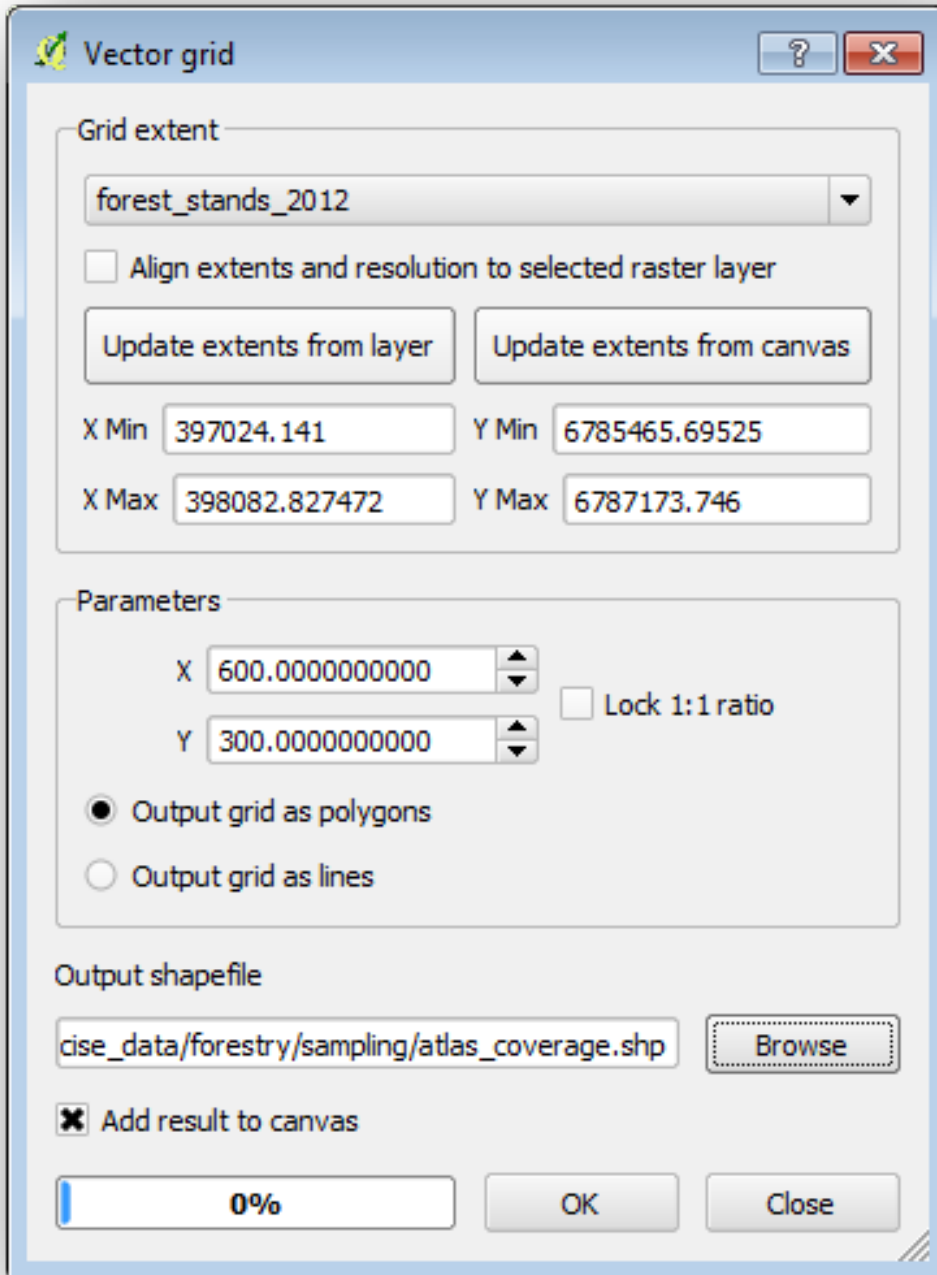 Vector grid
Grid extent
forest_stands_2012
Align extents and resolution to selected raster layer
Update extents from layer Update extents from canvas
X Min 397024.141 Y Min 6785465.69525
X Max 398082.827472 Y Max 6787173.746
Parameters
X 600.0000000000
Lock 1:1 ratio
Y 300.0000000000
Output grid as polygons
Output grid as lines
Output shapefile
cise_data/forestry/sampling/atlas_coverage.shp Browse
Add result to canvas
0% OK Close